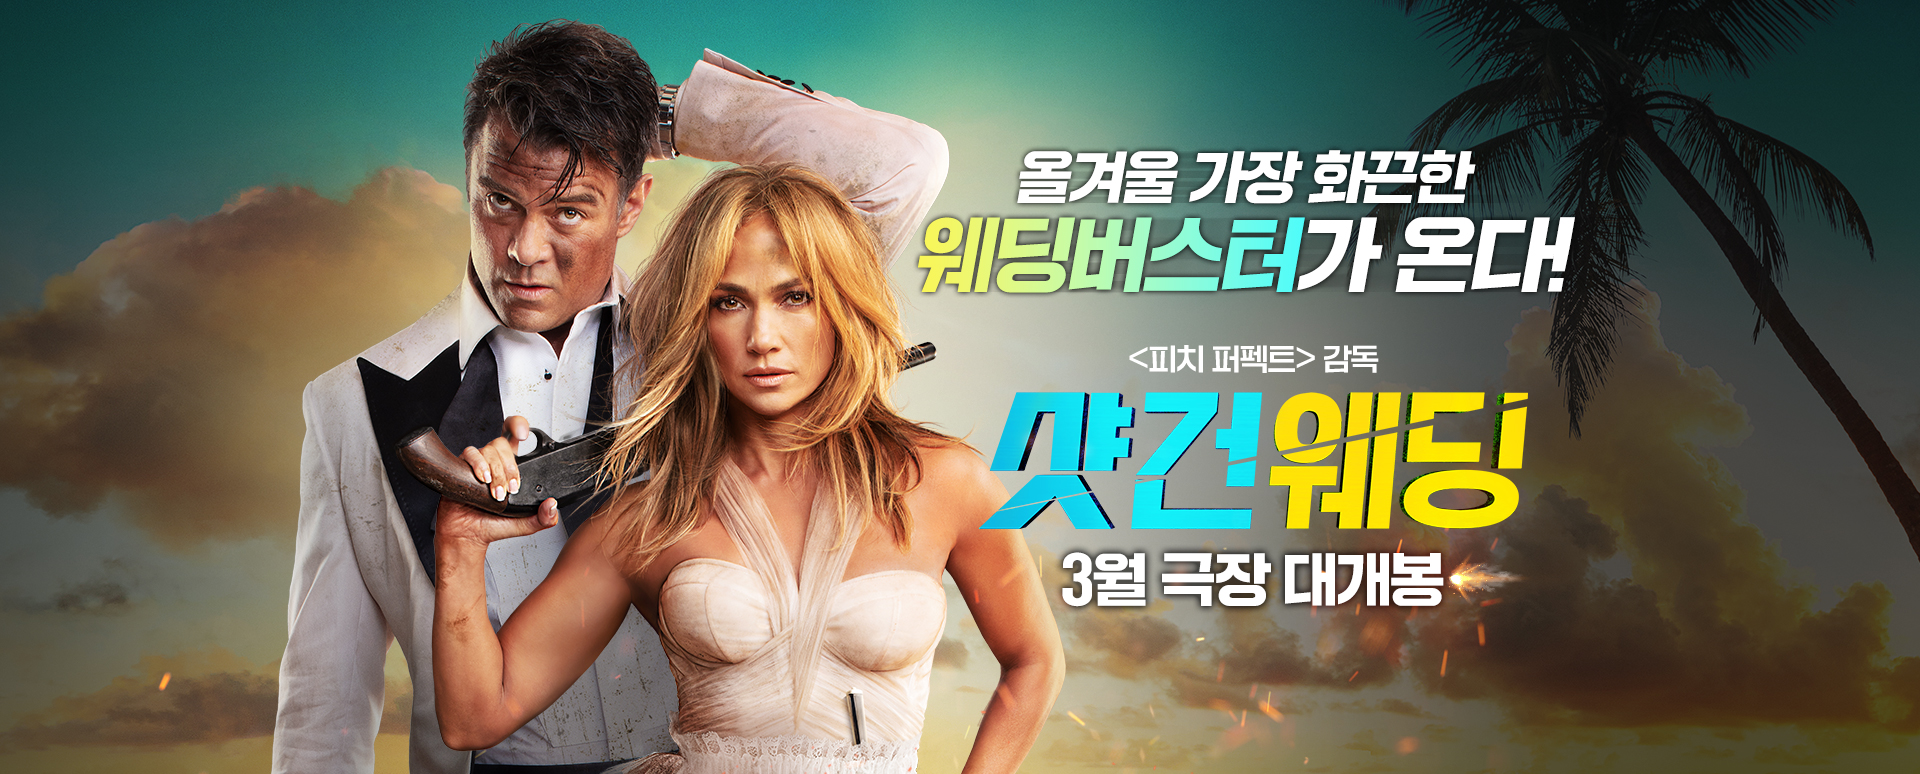 올겨울 가장 화끈한
웨딩버스터가 온다!
<피치 퍼펙트> 감독
샷건웨딩
3월 극장 대개봉